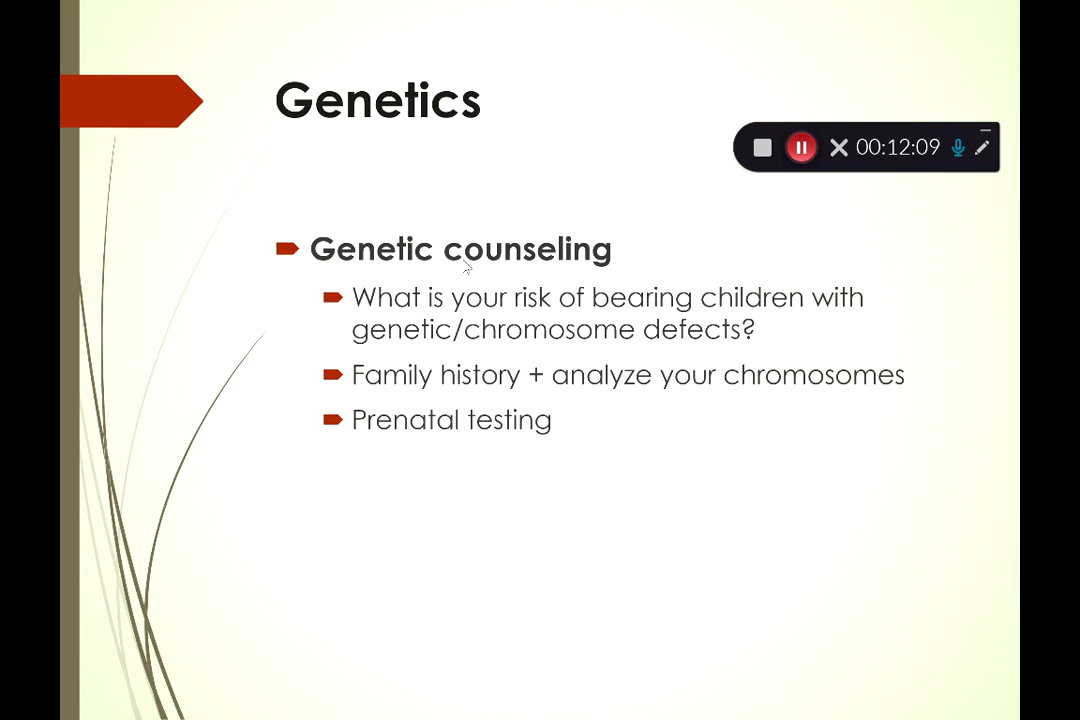 Genetics
00:12:09
Genetic counseling
What is your risk of bearing children with
genetic/chromosome defects?
Family history + analyze your chromosomes
Prenatal testing